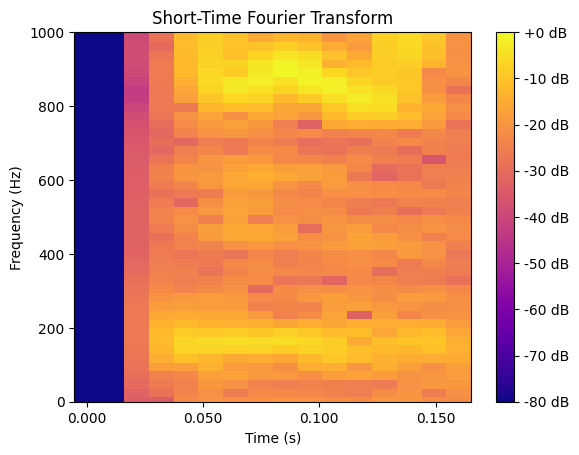 Short-Time Fourier Transform
1000
800
600
400
200
0
Frequency (Hz)
0.000
0.050
0.100
0.150
Time (s)
+0 dB
-10 dB
-20 dB
-30 dB
-40 dB
-50 dB
-60 dB
-70 dB
-80 dB